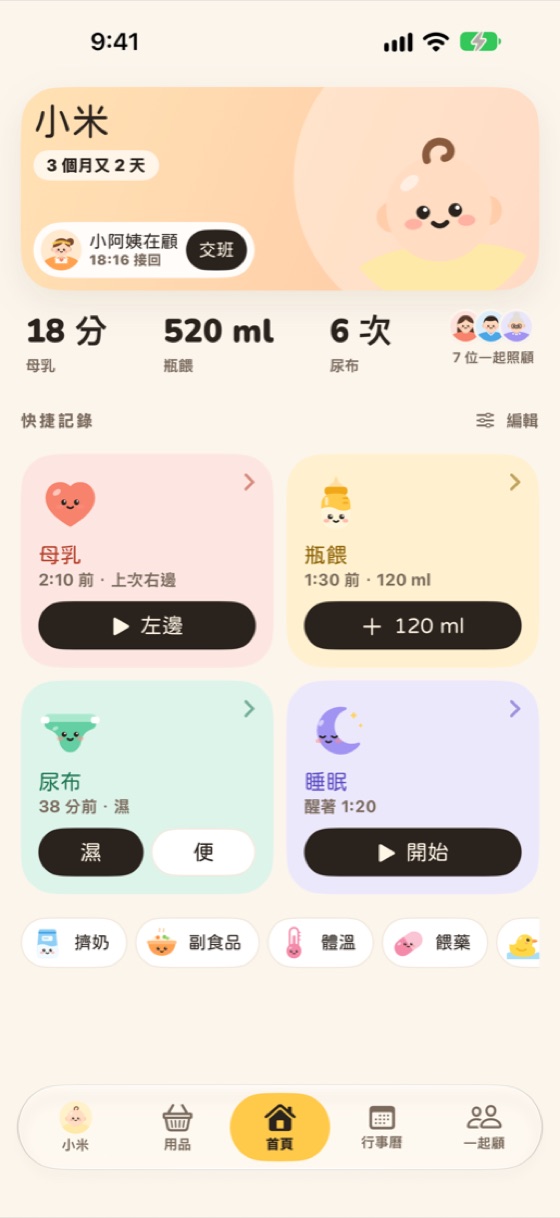 9:41
小米
3 個月又 2 天
小阿姨在顧
18:16 接回
交班
18 分
母乳
520 ml
瓶餵
6 次
尿布
7 位一起照顧
快捷記錄
編輯
母乳
2:10 前 · 上次右邊
左邊
瓶餵
1:30 前 · 120 ml
120 ml
尿布
38 分前 · 濕
濕
便
睡眠
醒著 1:20
開始
擠奶
副食品
體溫
餵藥
小米
用品
首頁
行事曆
一起顧